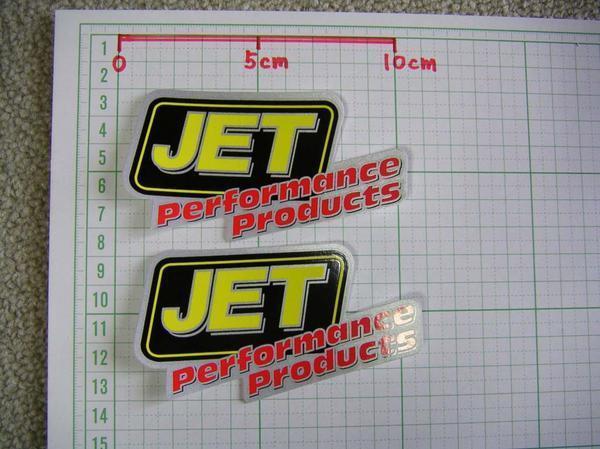 0 5cm 10cm
1
2
3
4
5
6
7
8
9
10
11
12
13
14
15
JET
Performance
Products
JET
Performance
Products